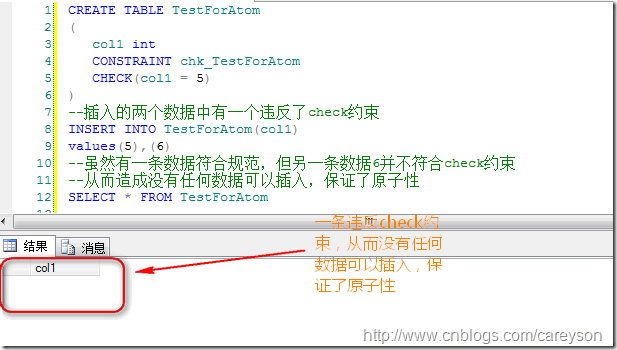 1 CREATE TABLE TestForAtom
2 (
3 col1 int
4 CONSTRAINT chk_TestForAtom
5 CHECK(col1 = 5)
6 )
7 --插入的两个数据中有一个违反了check约束
8 INSERT INTO TestForAtom(col1)
9 values(5),(6)
10 --虽然有一条数据符合规范，但另一条数据6并不符合check约束
11 --从而造成没有任何数据可以插入，保证了原子性
12 SELECT * FROM TestForAtom
一条违反check约
束，从而没有任何
数据可以插入，保
证了原子性
结果 消息
col1
http://www.cnblogs.com/careyson